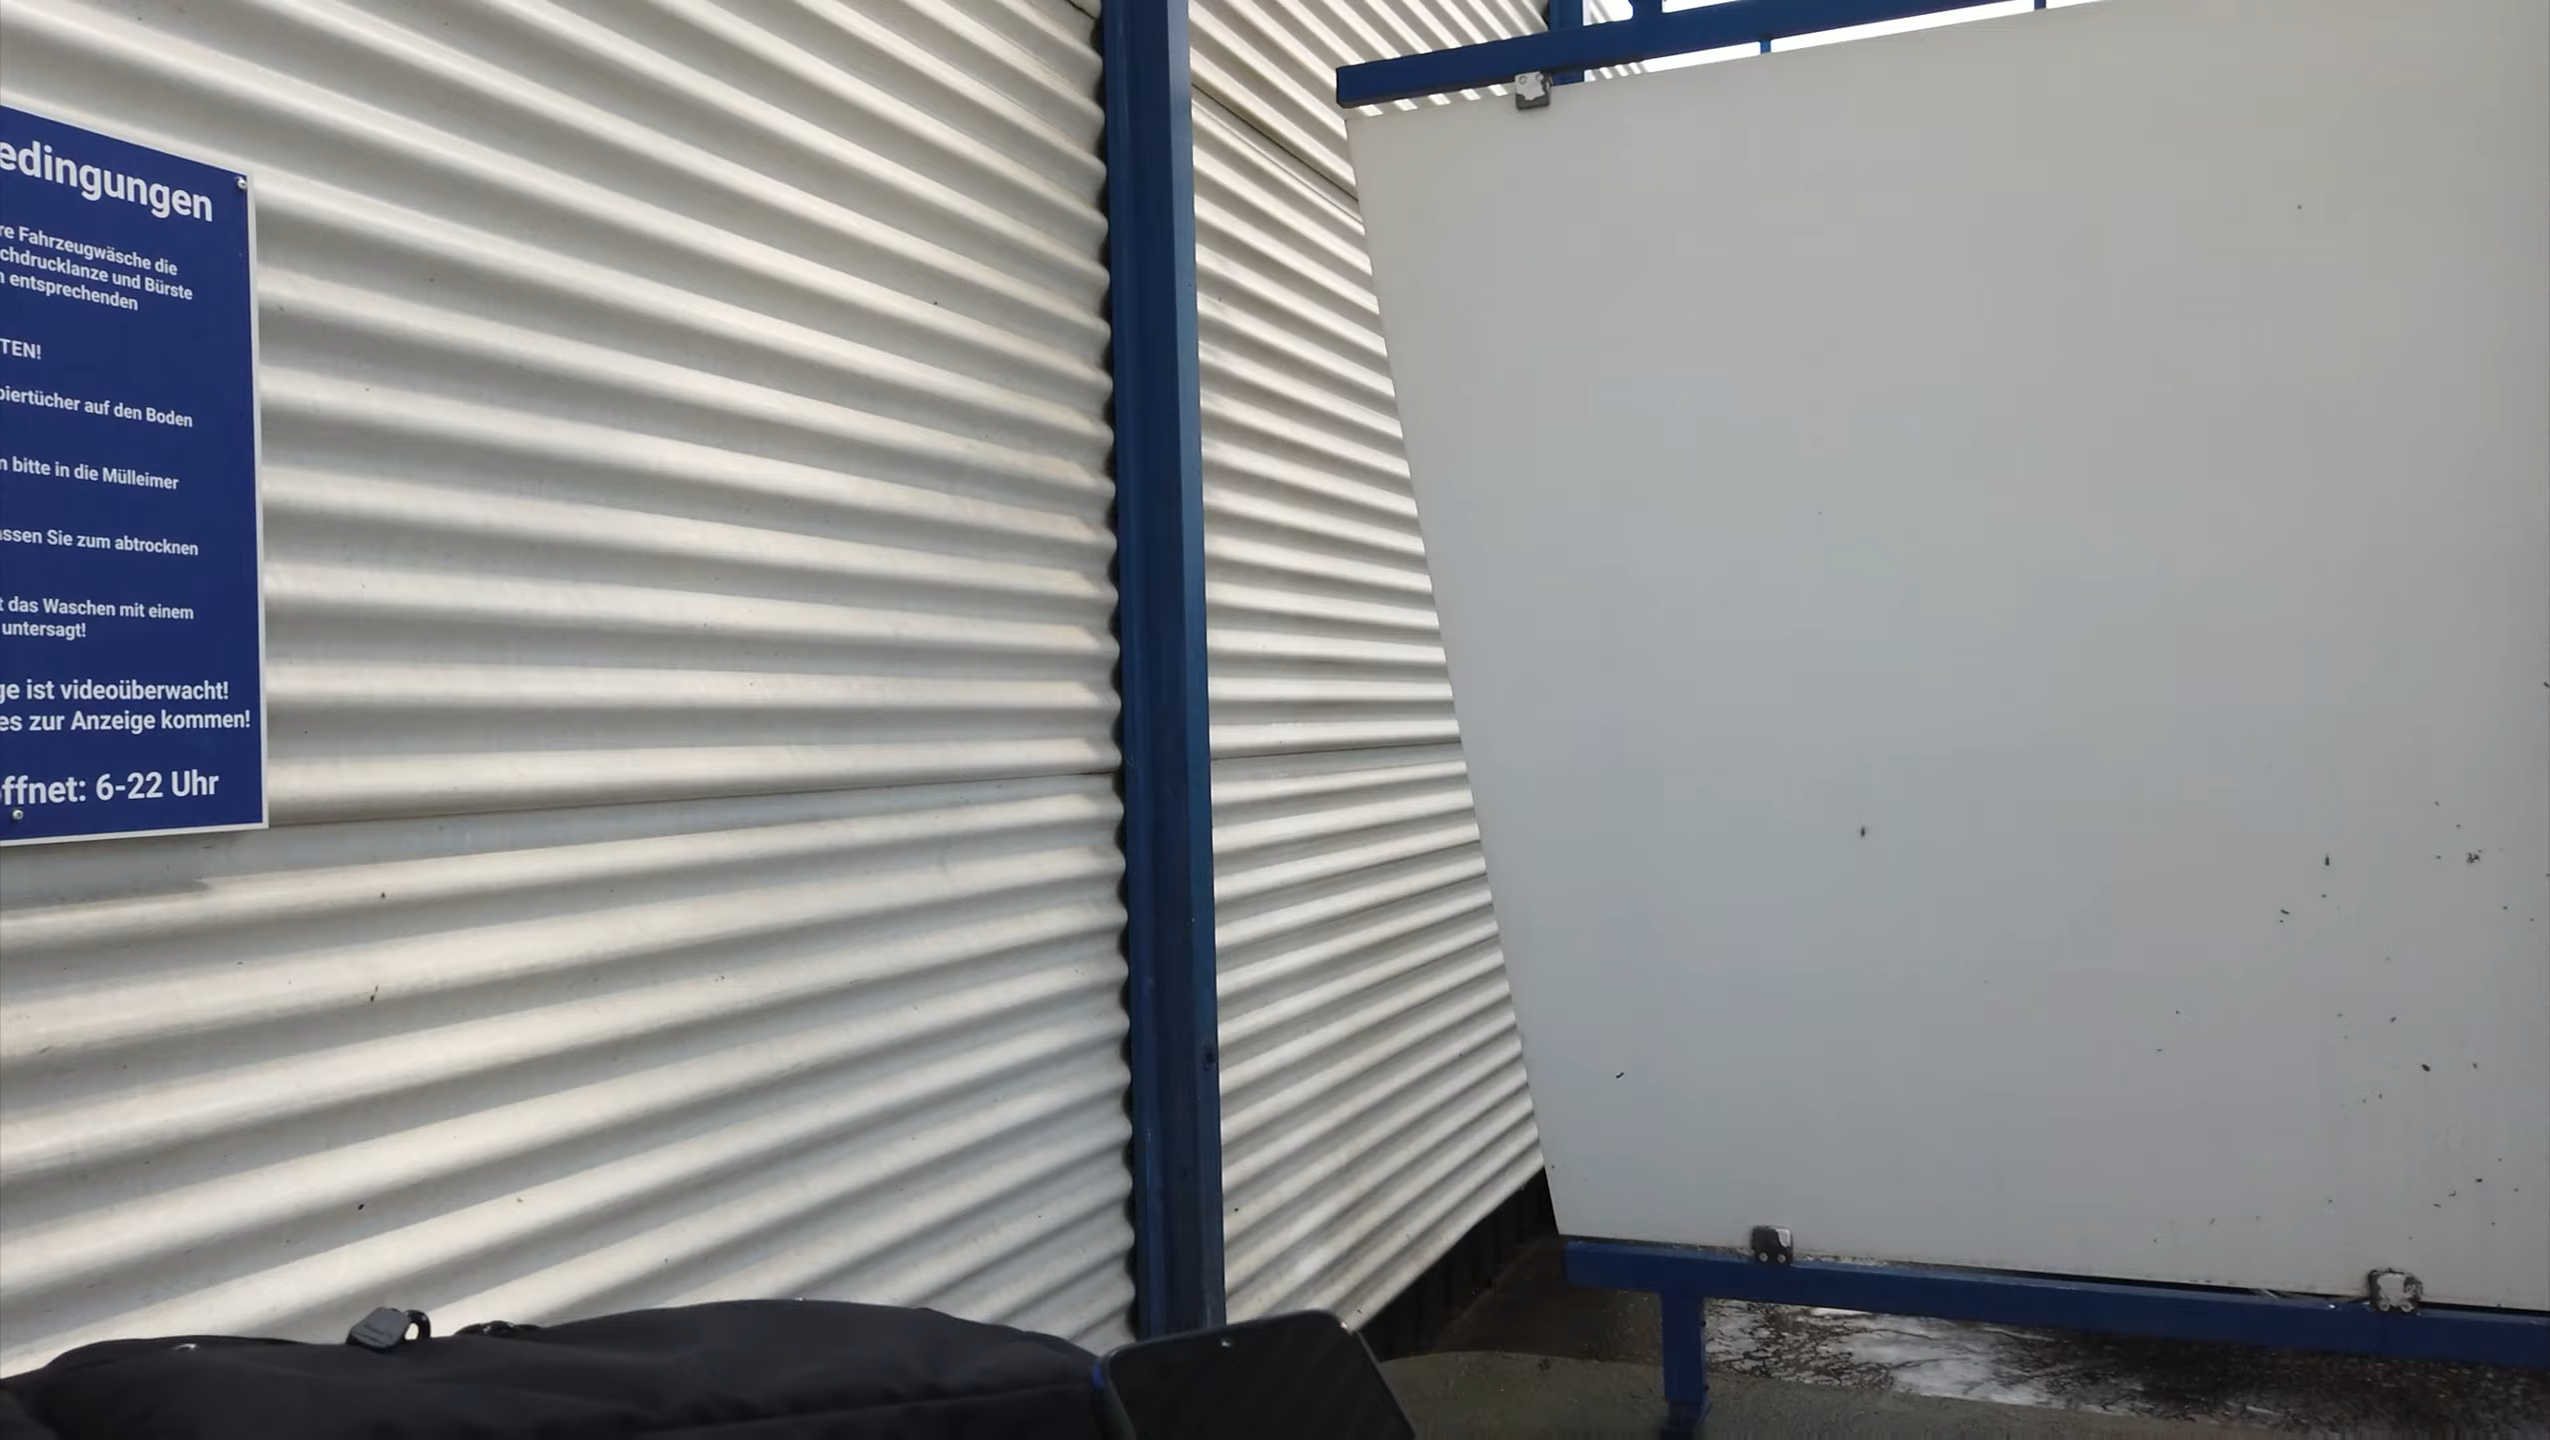 edingungen
re Fahrzeugwäsche die
chdrucklanze und Bürste
n entsprechenden
TEN!
piertücher auf den Boden
n bitte in die Mülleimer
assen Sie zum abtrocknen
t das Waschen mit einem
untersagt!
ge ist videoüberwacht!
es zur Anzeige kommen!
ffnet: 6-22 Uhr